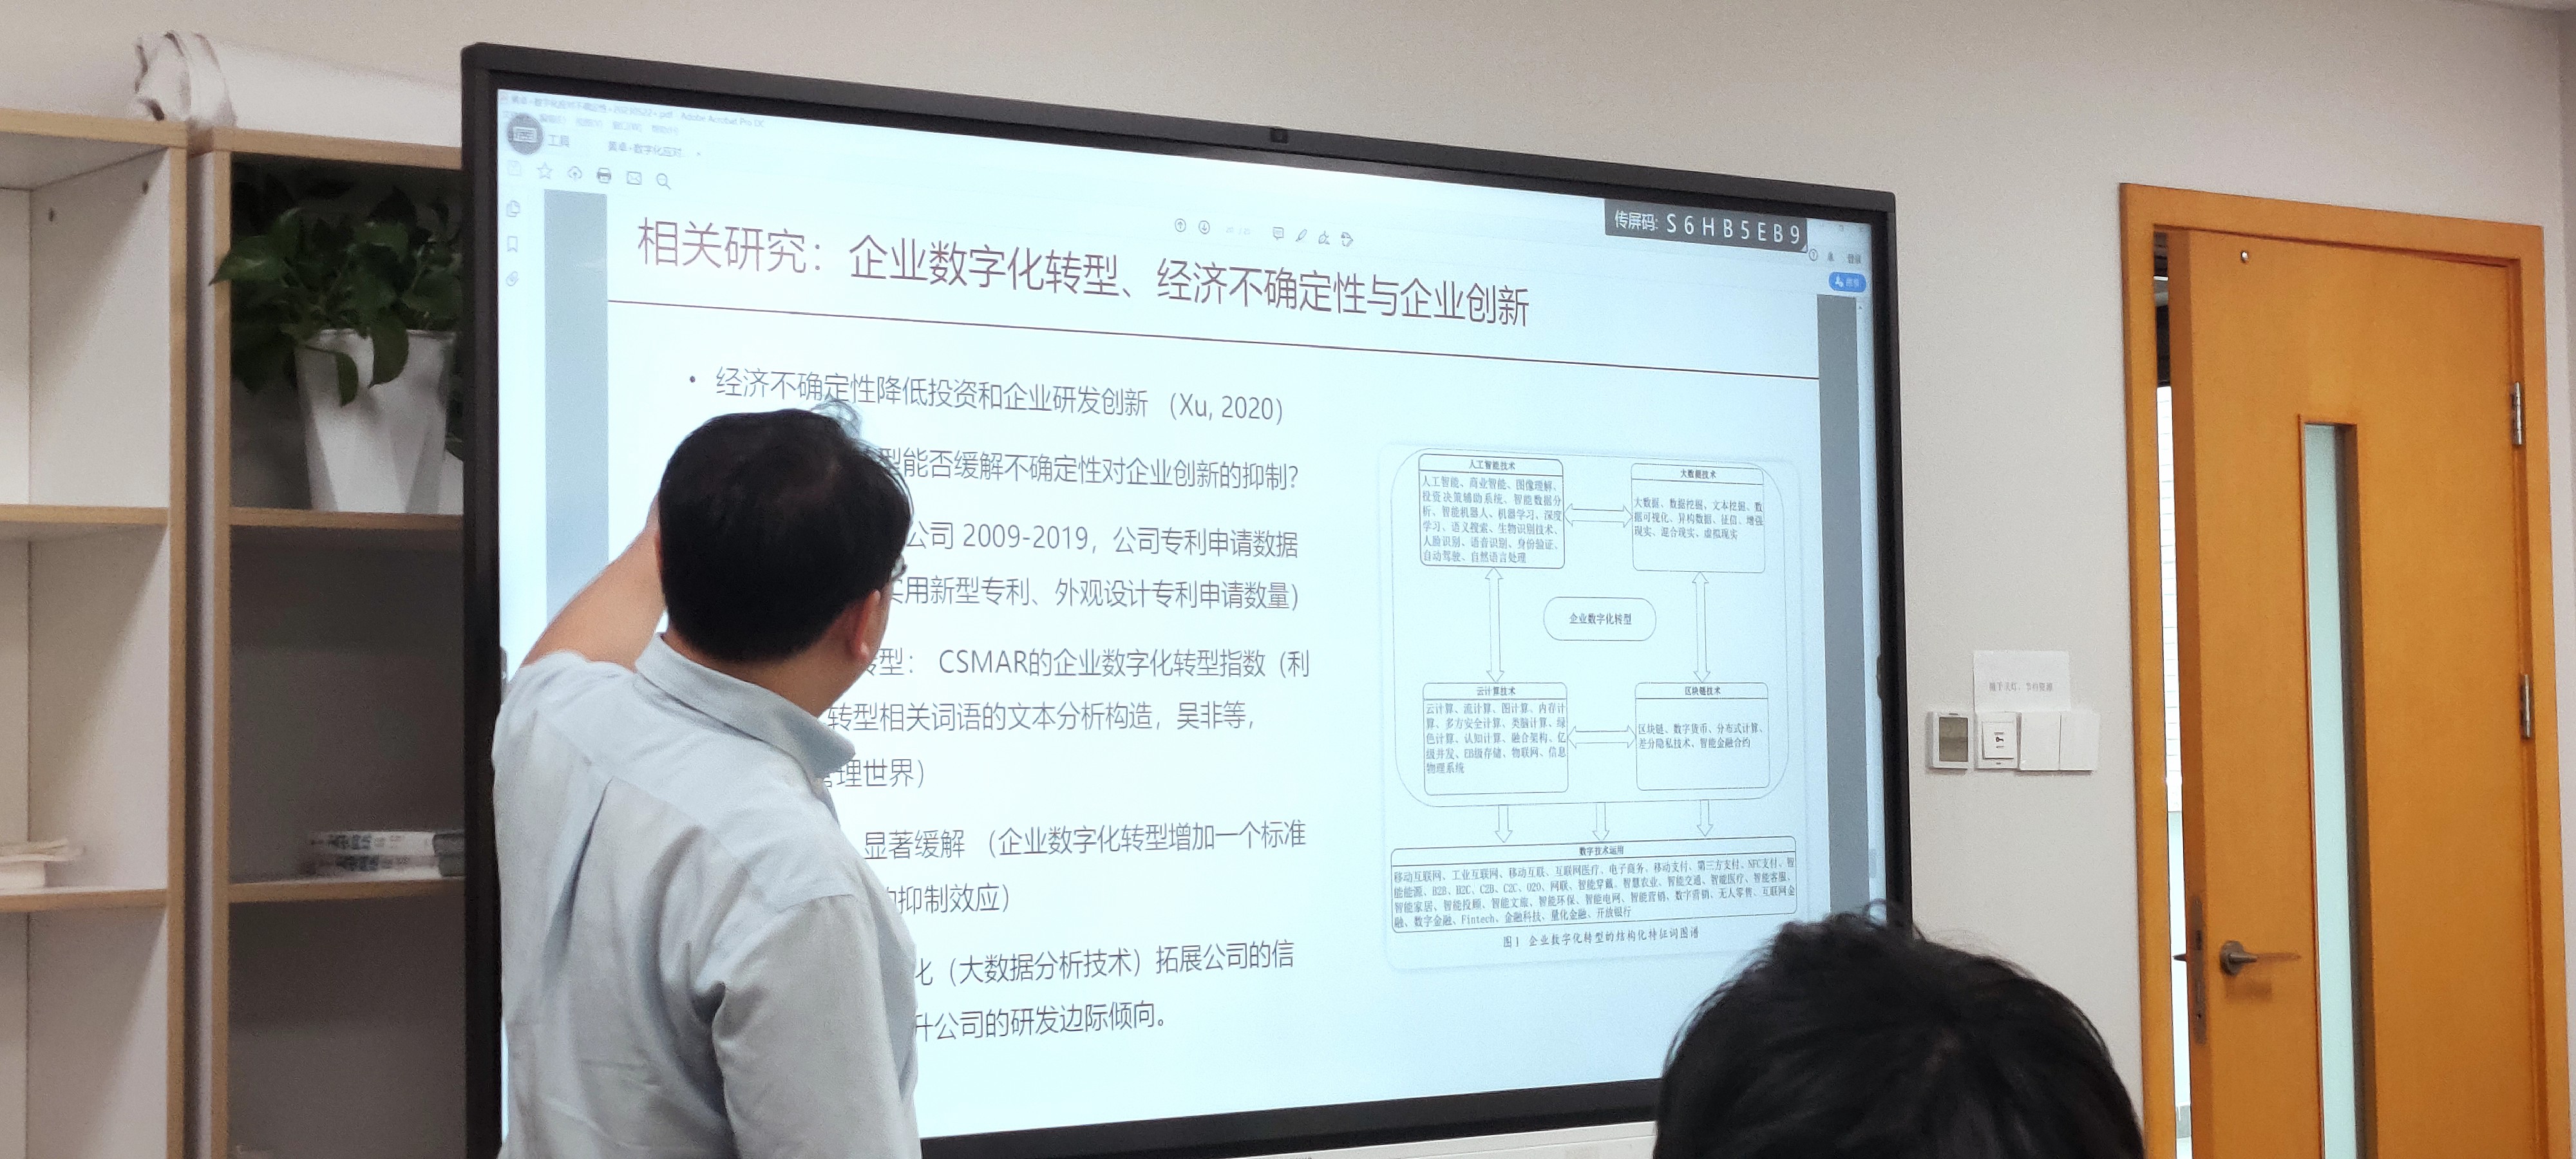 Adobe Acrobat Pro DC
工具
黄卓-数字化应对
传屏码: S6HB5EB9
登录
相关研究：企业数字化转型、经济不确定性与企业创新
• 经济不确定性降低投资和企业研发创新 （Xu, 2020）
型能否缓解不确定性对企业创新的抑制？
公司 2009-2019，公司专利申请数据
用新型专利、外观设计专利申请数量）
型： CSMAR的企业数字化转型指数（利
转型相关词语的文本分析构造，吴非等，
管理世界）
显著缓解 （企业数字化转型增加一个标准
抑制效应）
化（大数据分析技术）拓展公司的信
升公司的研发边际倾向。
人工智能技术
人工智能、商业智能、图像理解、
投资决策辅助系统、智能数据分
析、智能机器人、机器学习、深度
学习、语义搜索、生物识别技术、
人脸识别、语音识别、身份验证、
自动驾驶、自然语言处理
大数据技术
大数据、数据挖掘、文本挖掘、数
据可视化、异构数据、征信、增强
现实、混合现实、虚拟现实
企业数字化转型
云计算技术
云计算、流计算、图计算、内存计
算、多方安全计算、类脑计算、绿
色计算、认知计算、融合架构、亿
级并发、EB级存储、物联网、信息
物理系统
区块链技术
区块链、数字货币、分布式计算、
差分隐私技术、智能金融合约
数字技术运用
移动互联网、工业互联网、移动互联、互联网医疗、电子商务、移动支付、第三方支付、NFC支付、智
能能源、B2B、B2C、C2B、C2C、O2O、网联、智能穿戴、智慧农业、智能交通、智能医疗、智能客服、
智能家居、智能投顾、智能文旅、智能环保、智能电网、智能营销、数字营销、无人零售、互联网金
融、数字金融、Fintech、金融科技、量化金融、开放银行
图1 企业数字化转型的结构化特征词图谱